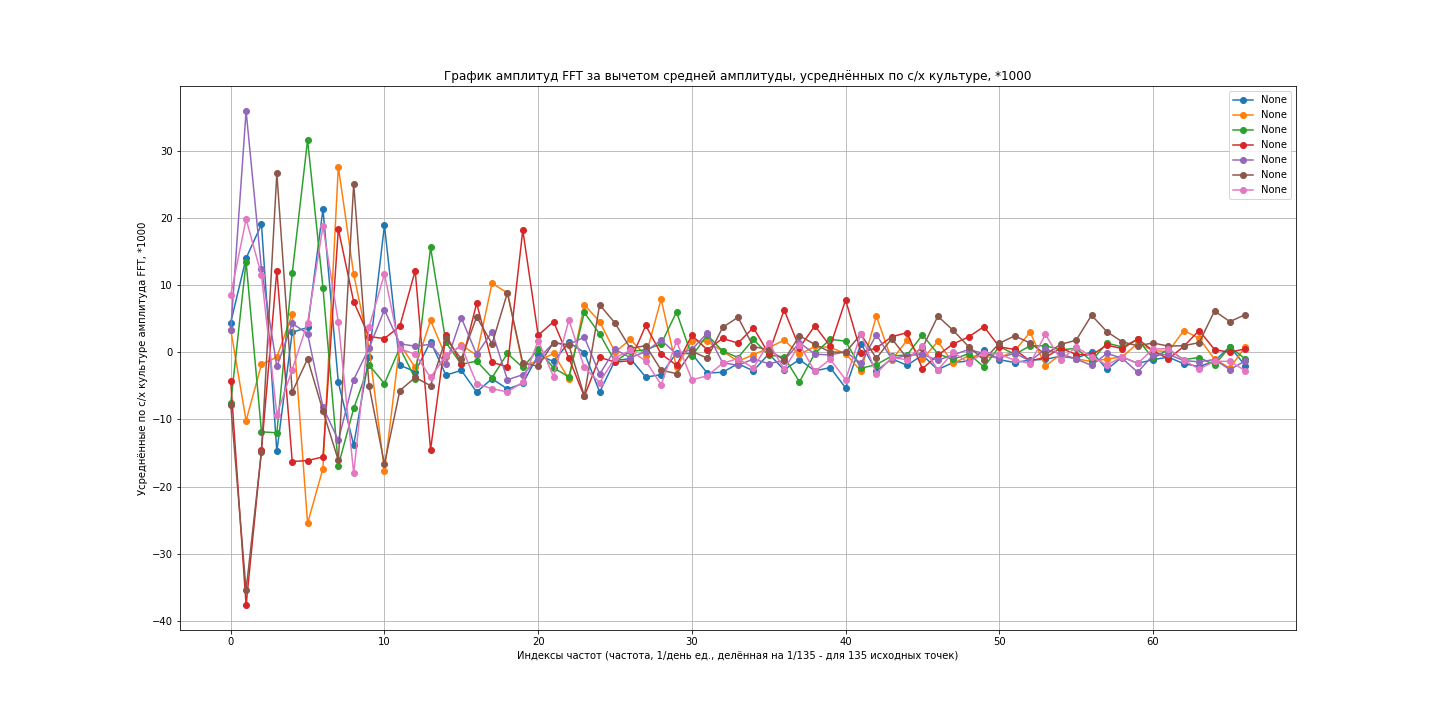 График амплитуд FFT за вычетом средней амплитуды, усреднённых по с/х культуре, *1000
None
None
None
None
None
None
None
Усреднённые по с/х культуре амплитуда FFT, *1000
30
20
10
0
−10
−20
−30
−40
0 10 20 30 40 50 60
Индексы частот (частота, 1/день ед., делённая на 1/135 - для 135 исходных точек)